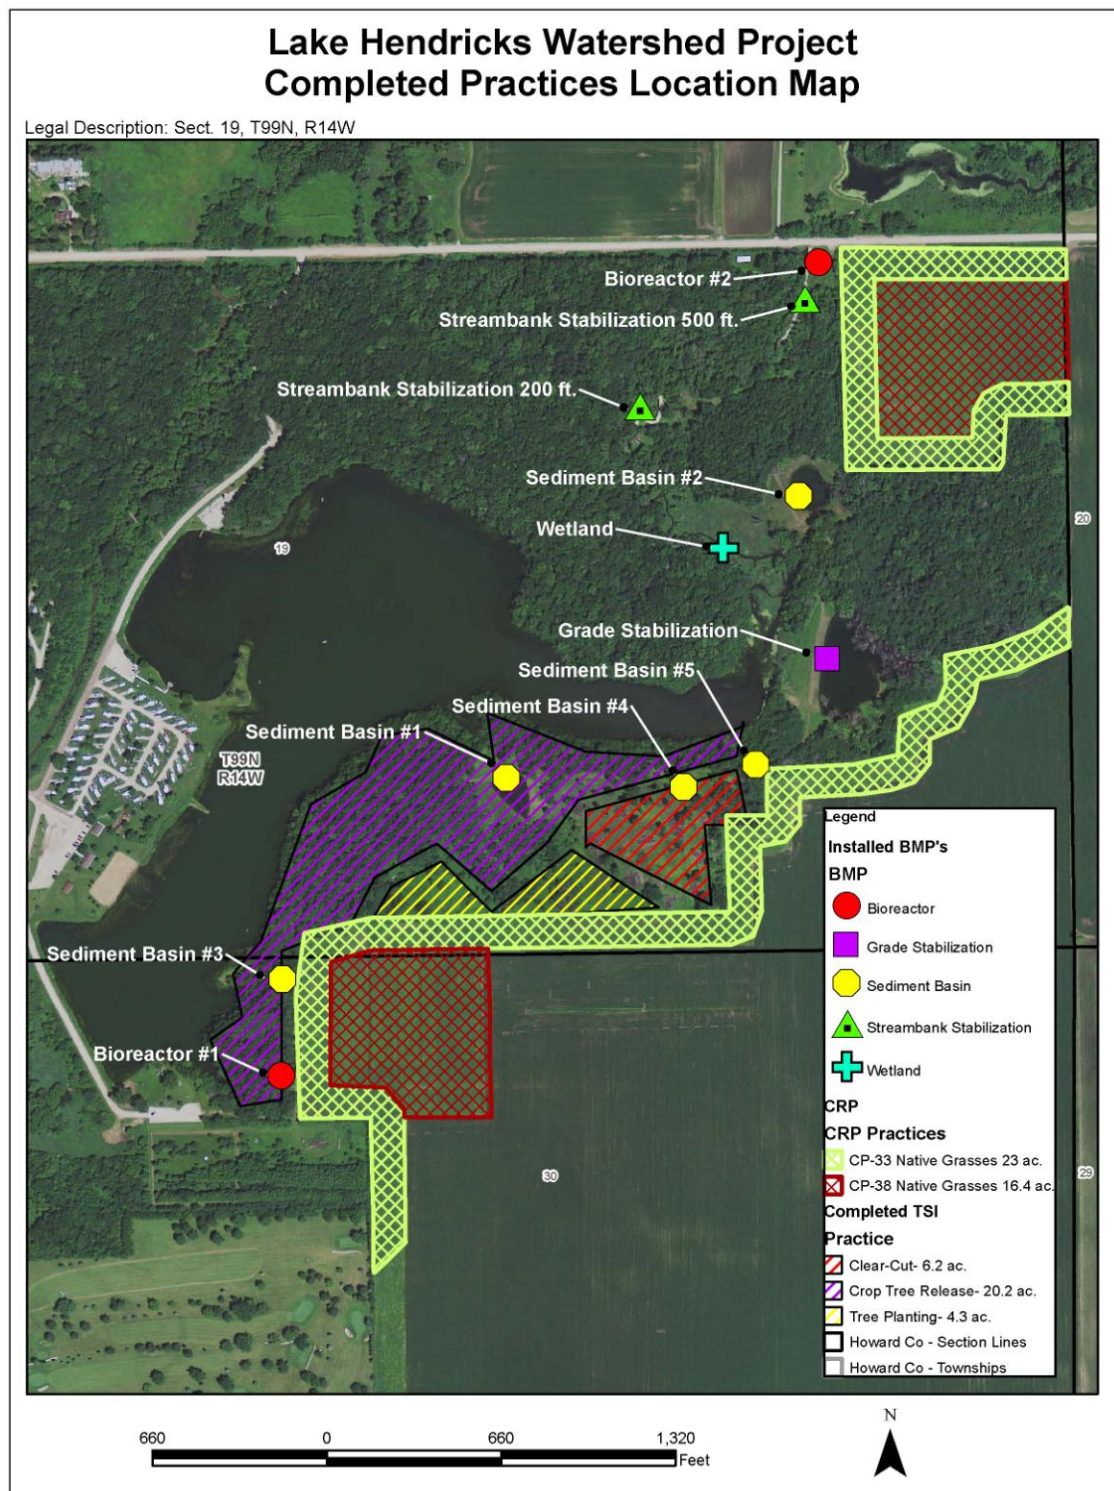 Lake Hendricks Watershed Project
Completed Practices Location Map
Legal Description: Sect. 19, T99N, R14W
Bioreactor #2
Streambank Stabilization 500 ft.
Streambank Stabilization 200 ft.
Sediment Basin #2
20
Wetland
19
Grade Stabilization
Sediment Basin #5
Sediment Basin #4
Sediment Basin #1
T99N
R14W
Sediment Basin #3
Bioreactor #1
30
29
Legend
Installed BMP's
BMP
Bioreactor
Grade Stabilization
Sediment Basin
Streambank Stabilization
Wetland
CRP
CRP Practices
CP-33 Native Grasses 23 ac.
CP-38 Native Grasses 16.4 ac.
Completed TSI
Practice
Clear-Cut- 6.2 ac.
Crop Tree Release- 20.2 ac.
Tree Planting- 4.3 ac.
Howard Co - Section Lines
Howard Co - Townships
660 0 660 1,320
Feet
N